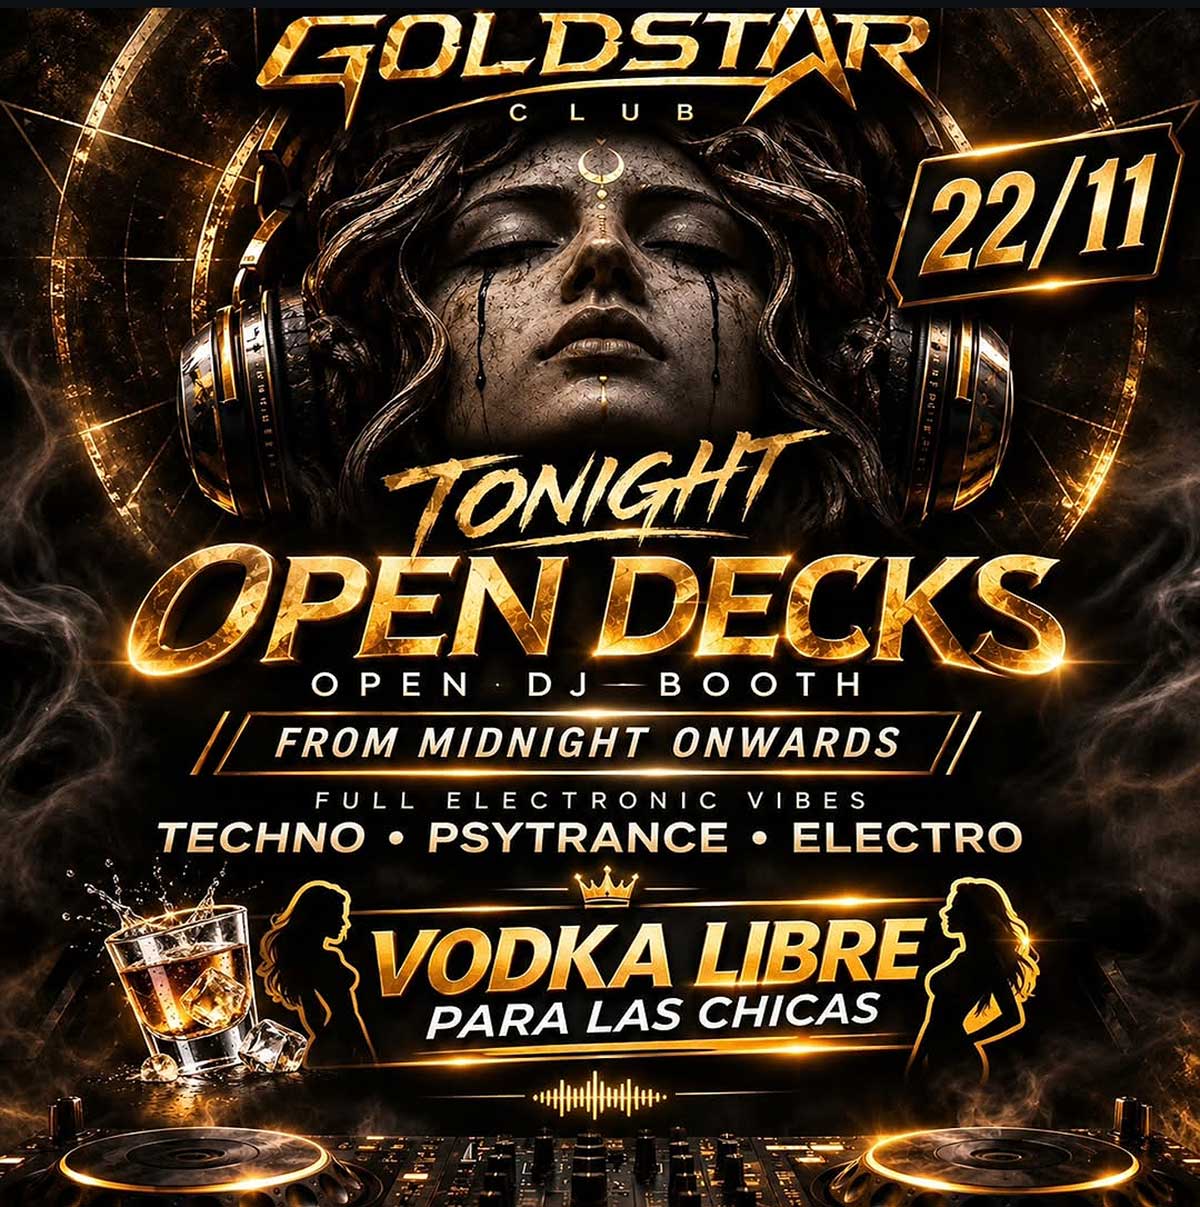 GOLDSTAR
CLUB
22/11
TONIGHT
OPEN DECKS
OPEN DJ BOOTH
FROM MIDNIGHT ONWARDS
FULL ELECTRONIC VIBES
TECHNO • PSYTRANCE • ELECTRO
VODKA LIBRE
PARA LAS CHICAS